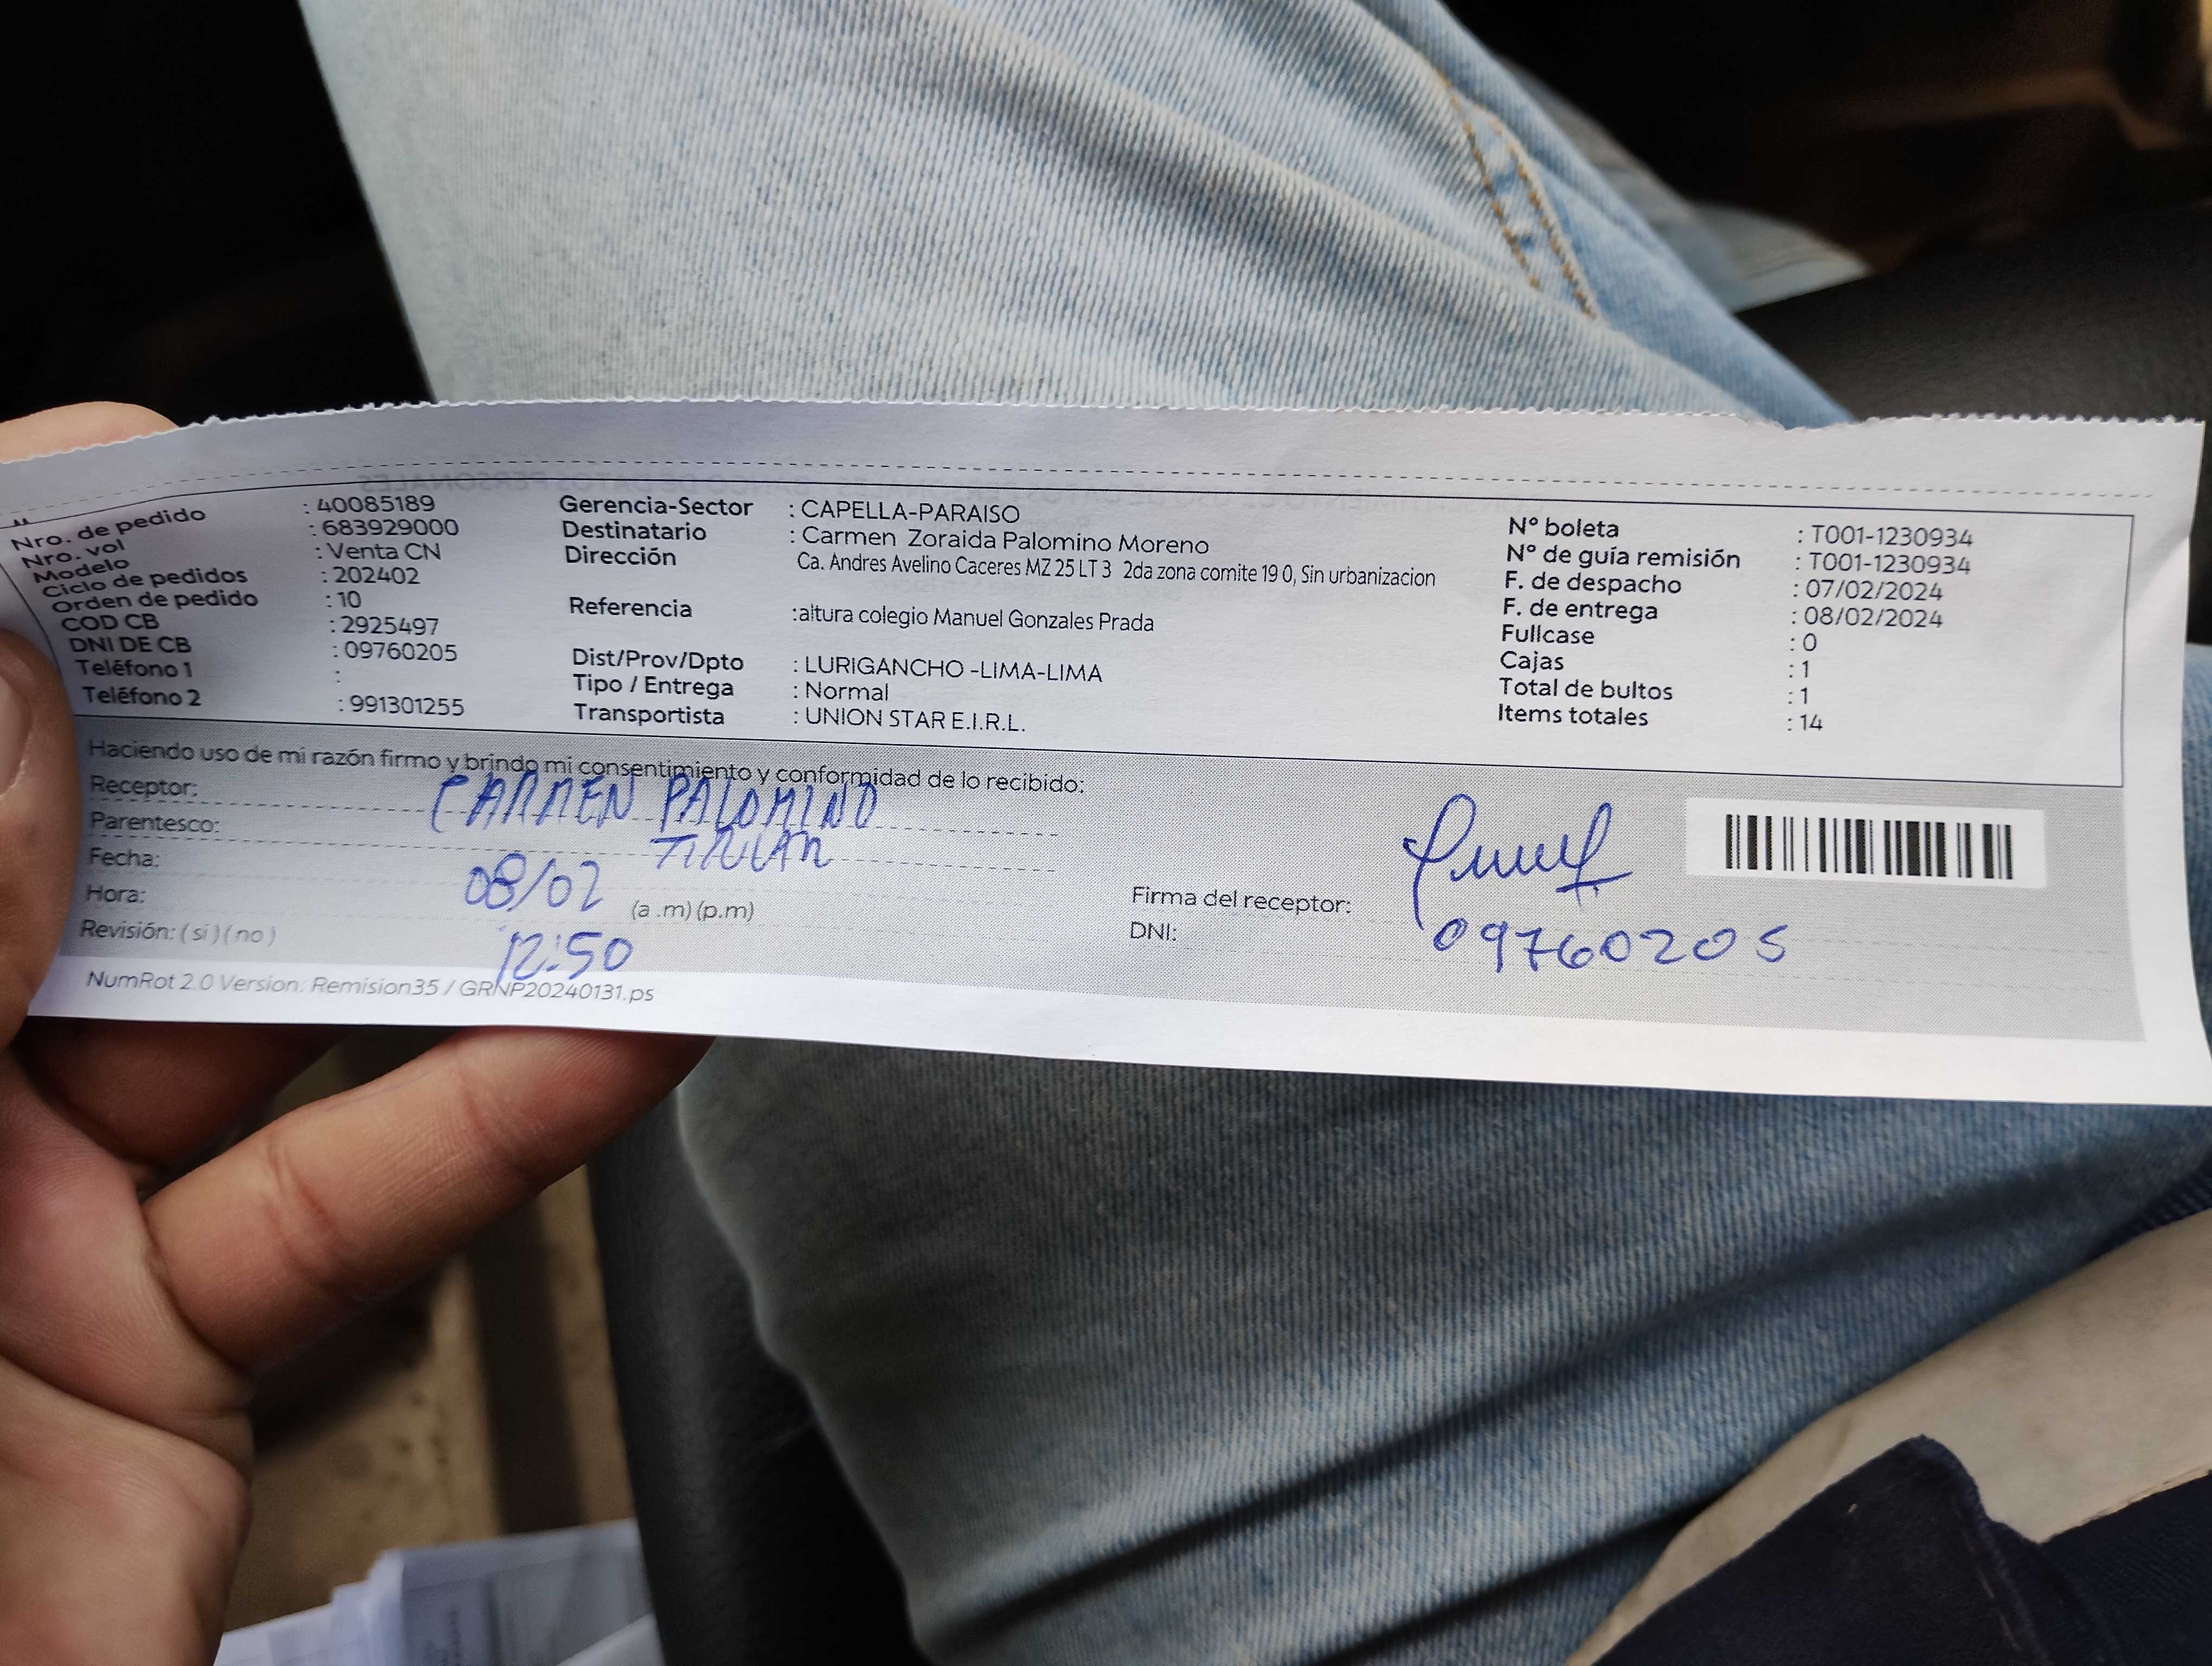 Nro. de pedido : 40085189
Nro. vol : 683929000
Modelo : Venta CN
Ciclo de pedidos : 202402
Orden de pedido : 10
COD CB : 2925497
DNI DE CB : 09760205
Teléfono 1 :
Teléfono 2 : 991301255
Gerencia-Sector : CAPELLA-PARAISO
Destinatario : Carmen Zoraida Palomino Moreno
Dirección Ca. Andres Avelino Caceres MZ 25 LT 3 2da zona comite 19 0, Sin urbanizacion
Referencia :altura colegio Manuel Gonzales Prada
Dist/Prov/Dpto : LURIGANCHO -LIMA-LIMA
Tipo / Entrega : Normal
Transportista : UNION STAR E.I.R.L.
N° boleta : T001-1230934
N° de guía remisión : T001-1230934
F. de despacho : 07/02/2024
F. de entrega : 08/02/2024
Fullcase : 0
Cajas : 1
Total de bultos : 1
Items totales : 14
Haciendo uso de mi razón firmo y brindo mi consentimiento y conformidad de lo recibido:
Receptor: CARMEN PALOMINO
Parentesco: TITULAR
Fecha: 08/02
Hora: 12:50 (a .m) (p.m)
Revisión: ( si ) ( no )
Firma del receptor:
DNI: 09760205
NumRot 2.0 Version: Remision35 / GRNP20240131.ps